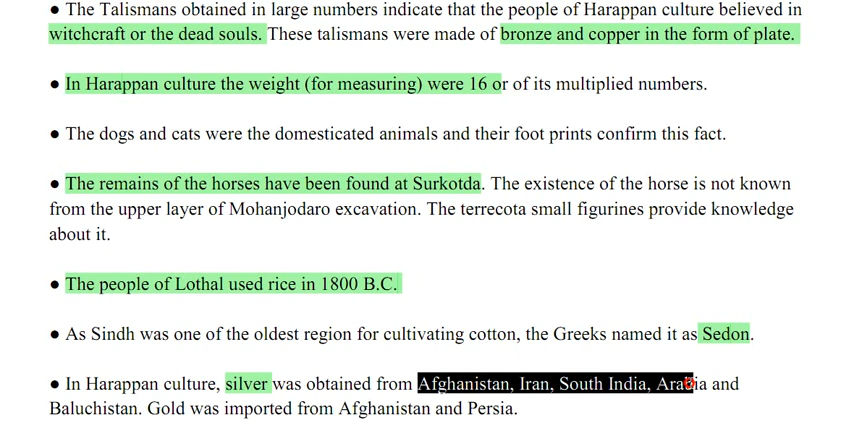 ● The Talismans obtained in large numbers indicate that the people of Harappan culture believed in
witchcraft or the dead souls. These talismans were made of bronze and copper in the form of plate.
● In Harappan culture the weight (for measuring) were 16 or of its multiplied numbers.
● The dogs and cats were the domesticated animals and their foot prints confirm this fact.
● The remains of the horses have been found at Surkotda. The existence of the horse is not known
from the upper layer of Mohanjodaro excavation. The terrecota small figurines provide knowledge
about it.
● The people of Lothal used rice in 1800 B.C.
● As Sindh was one of the oldest region for cultivating cotton, the Greeks named it as Sedon.
● In Harappan culture, silver was obtained from Afghanistan, Iran, South India, Arabia and
Baluchistan. Gold was imported from Afghanistan and Persia.